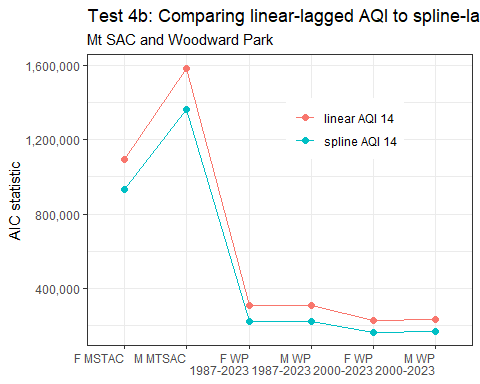 Test 4b: Comparing linear-lagged AQI to spline-la
Mt SAC and Woodward Park
1,600,000
1,200,000
800,000
400,000
AIC statistic
linear AQI 14
spline AQI 14
F MSTAC
M MTSAC
F WP
1987-2023
M WP
1987-2023
F WP
2000-2023
M WP
2000-2023